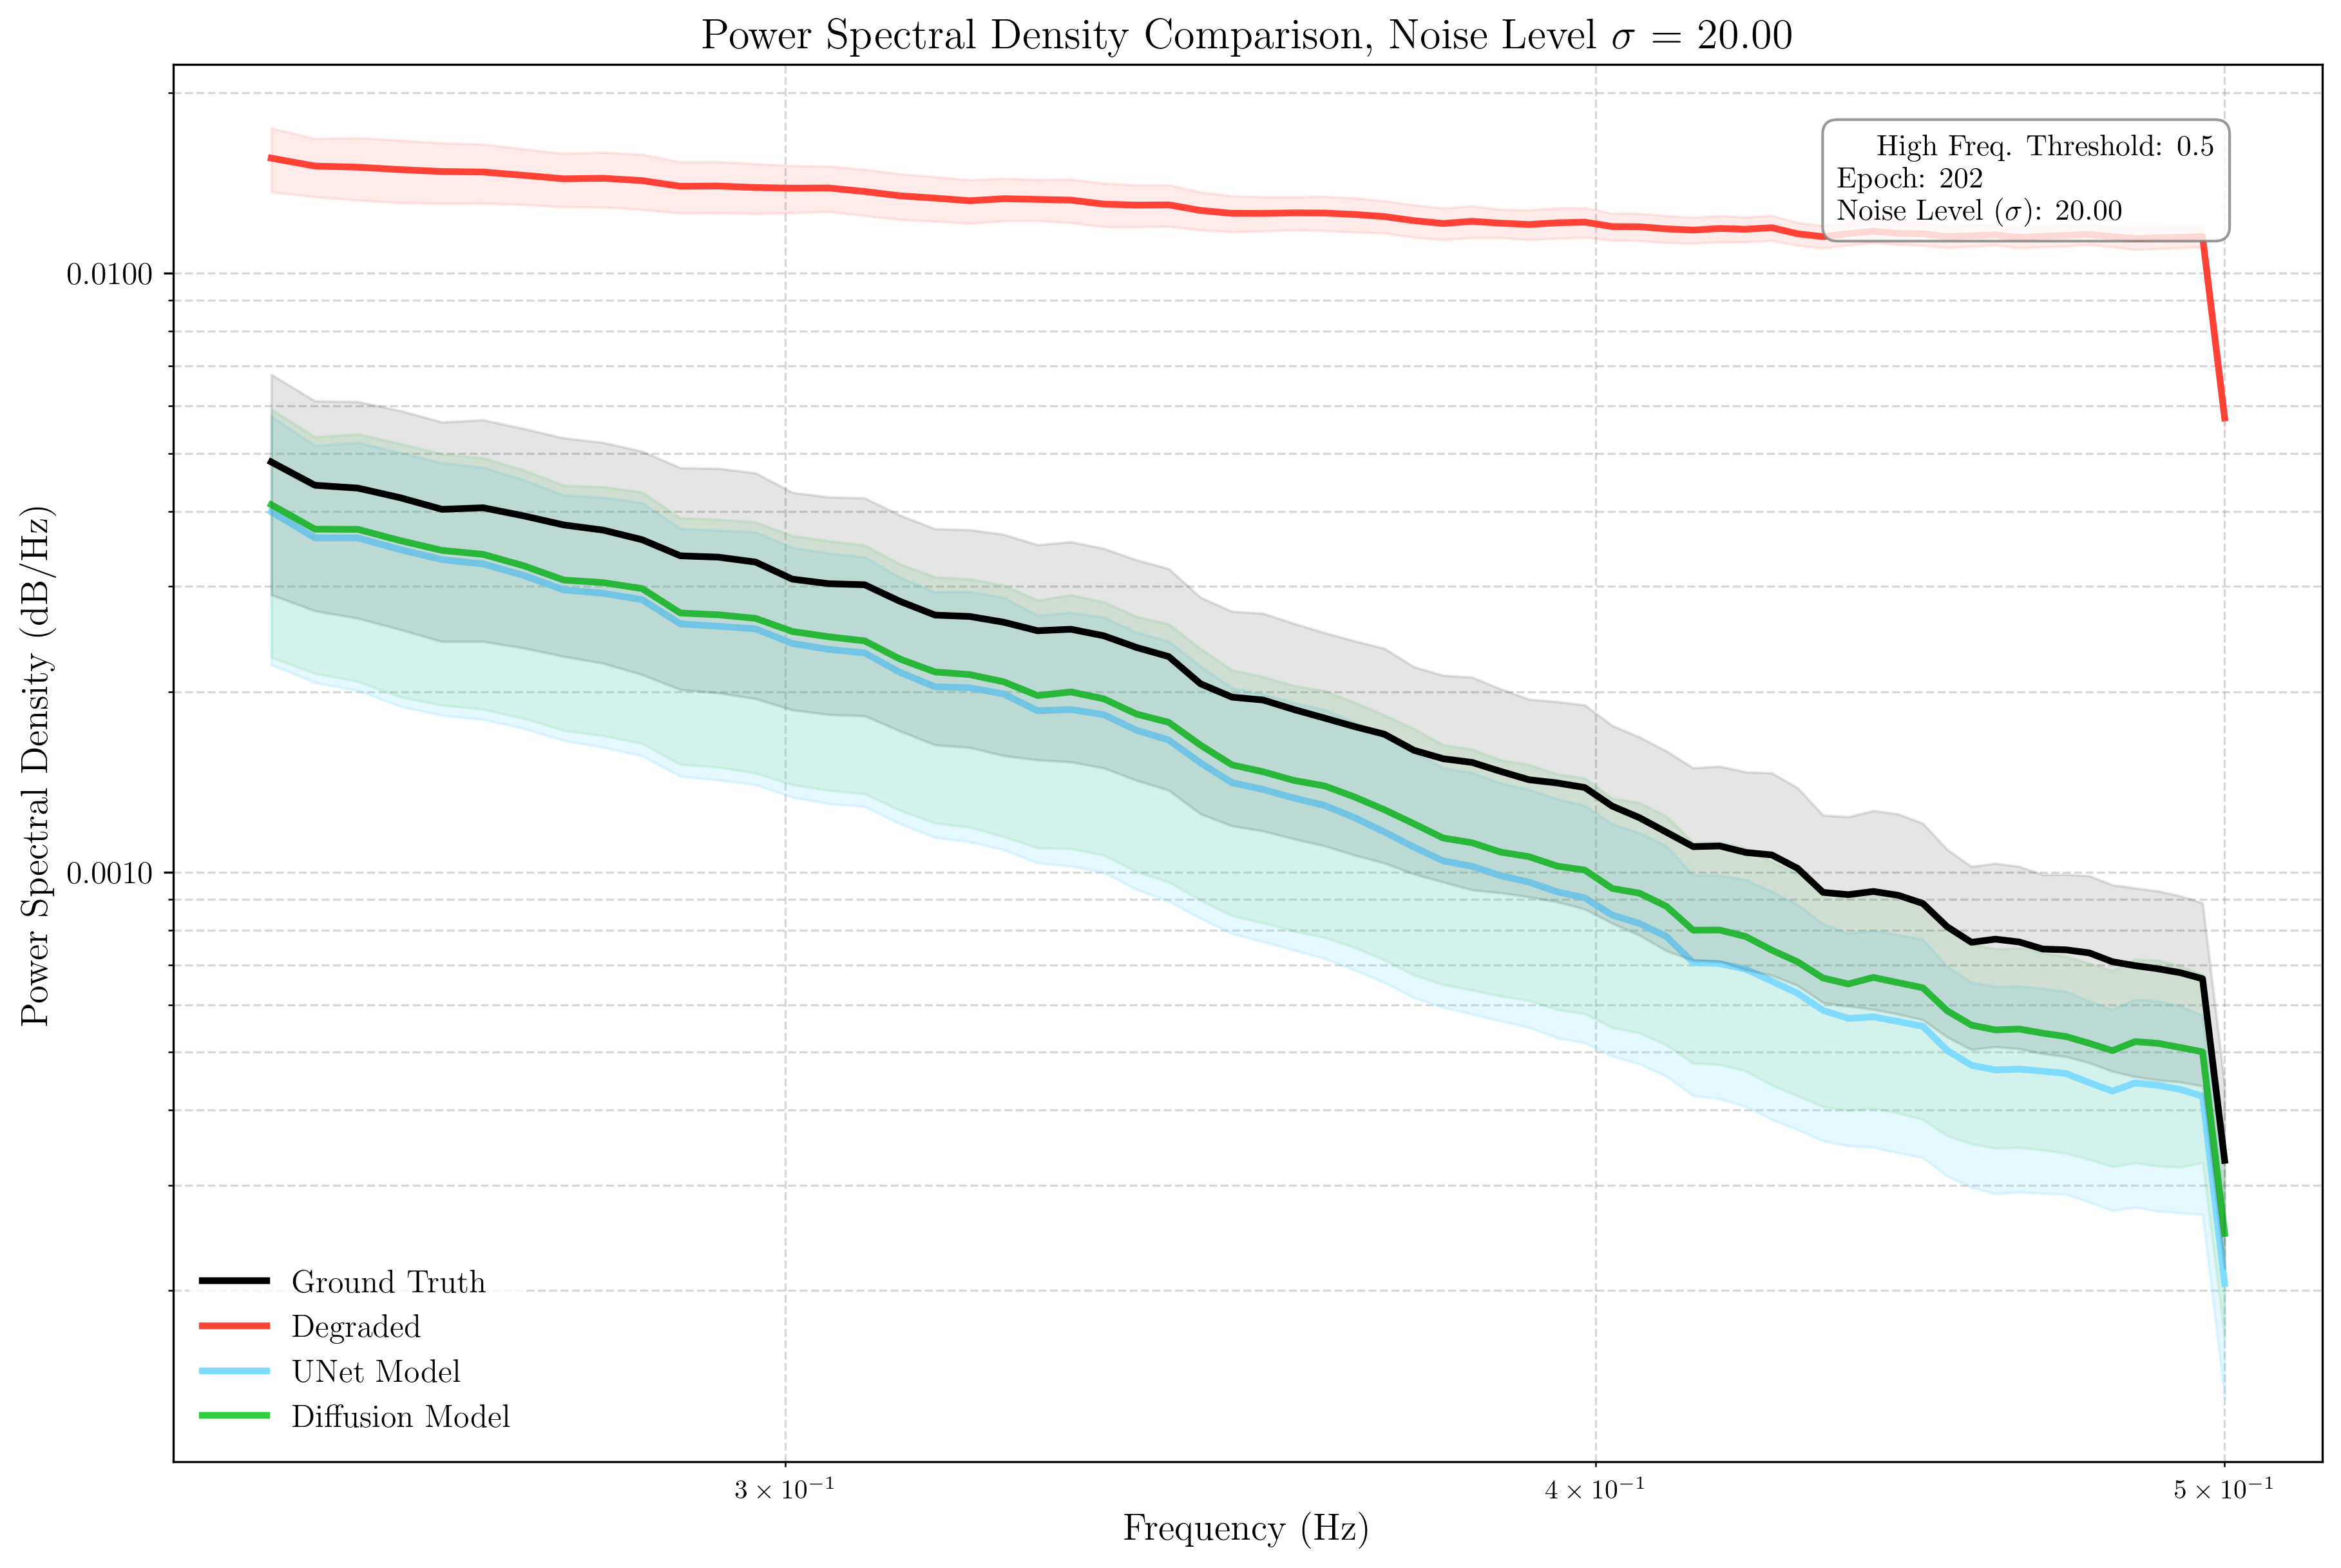 Power Spectral Density Comparison, Noise Level σ = 20.00
High Freq. Threshold: 0.5
Epoch: 202
Noise Level (σ): 20.00
0.0100
0.0010
Power Spectral Density (dB/Hz)
Ground Truth
Degraded
UNet Model
Diffusion Model
3 × 10⁻¹
4 × 10⁻¹
5 × 10⁻¹
Frequency (Hz)